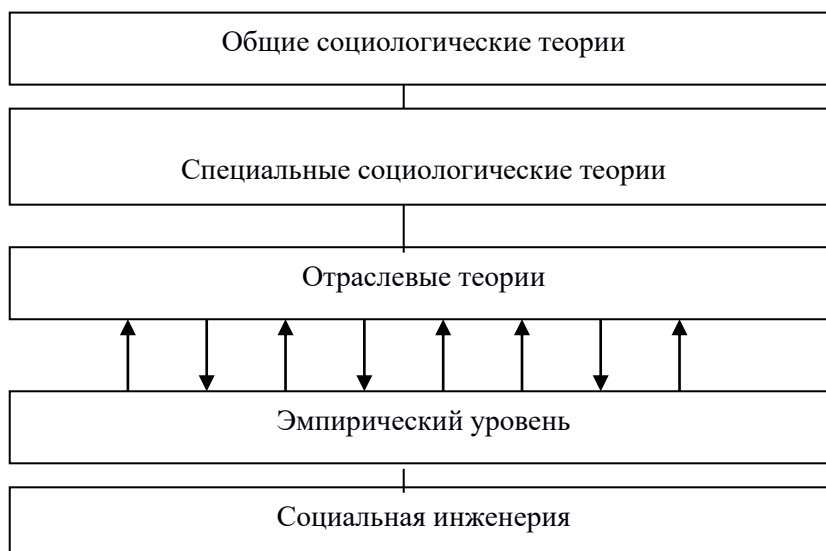 Общие социологические теории
Специальные социологические теории
Отраслевые теории
Эмпирический уровень
Социальная инженерия